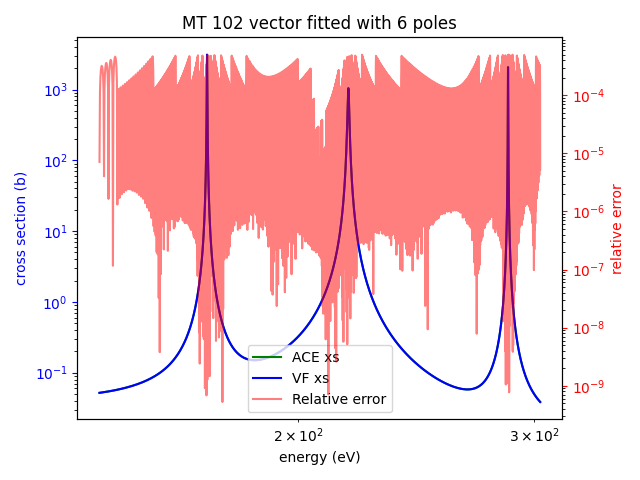 MT 102 vector fitted with 6 poles
10³
10²
10¹
10⁰
10⁻¹
cross section (b)
10⁻⁴
10⁻⁵
10⁻⁶
10⁻⁷
10⁻⁸
10⁻⁹
relative error
ACE xs
VF xs
Relative error
2 × 10²
3 × 10²
energy (eV)